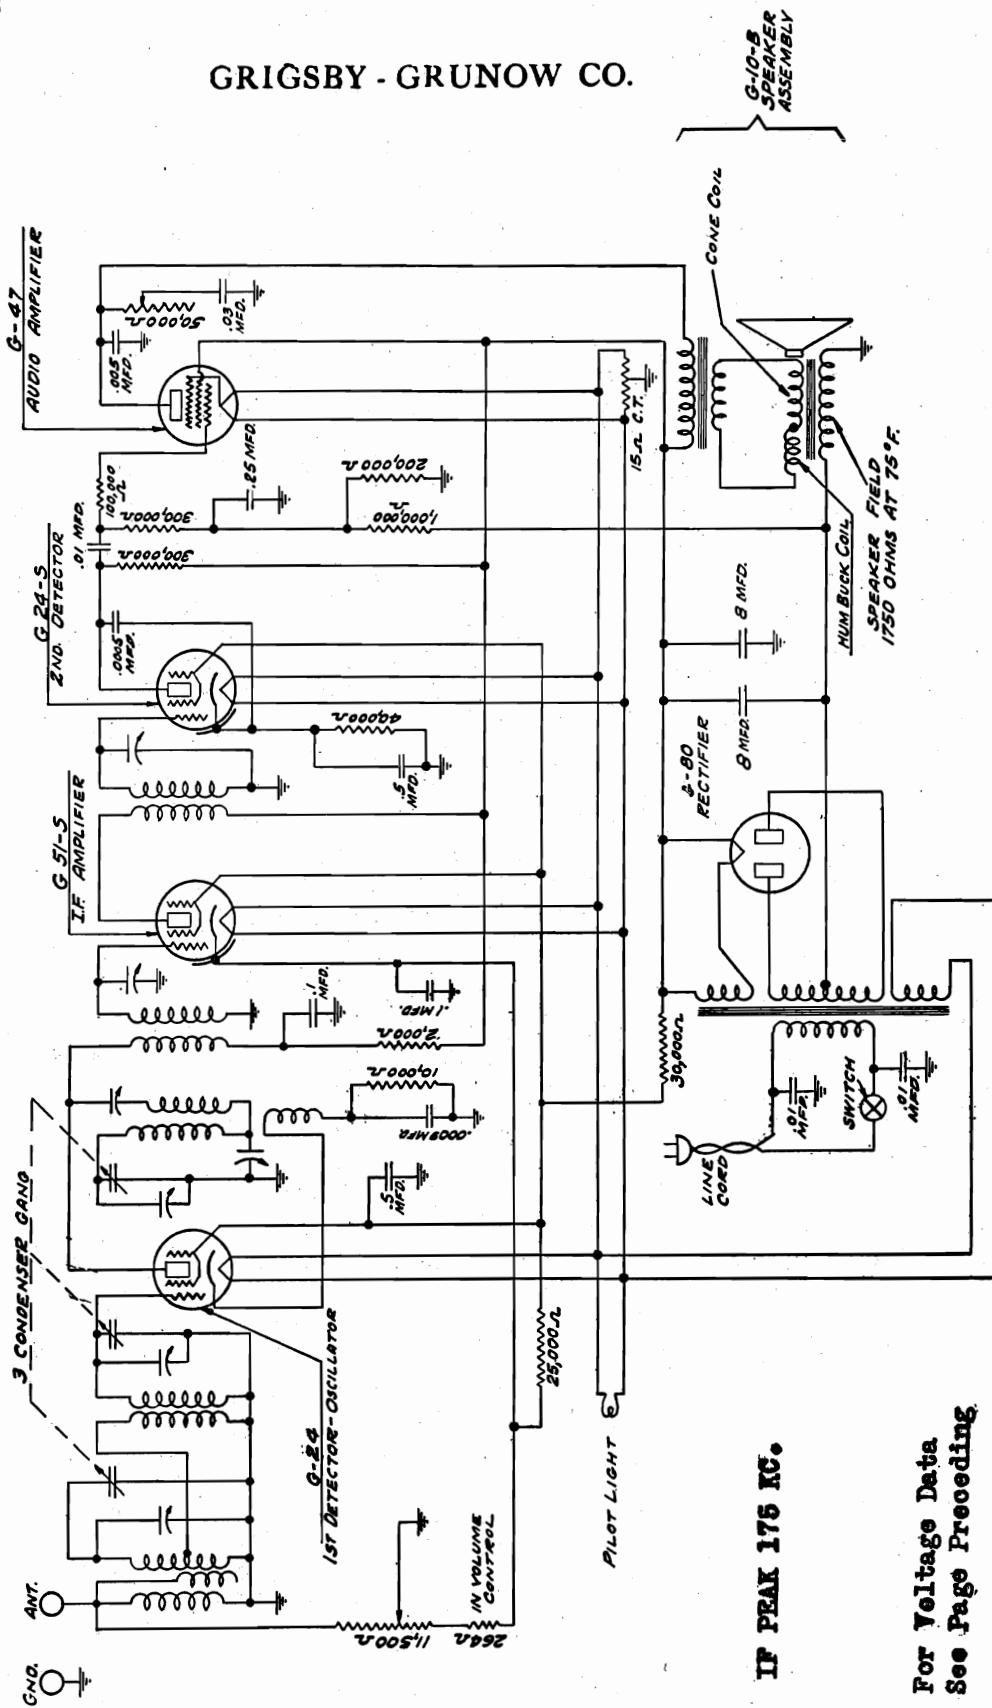 GRIGSBY - GRUNOW CO.
G-10-B
SPEAKER
ASSEMBLY
G-47
AUDIO AMPLIFIER
G 24-S
2ND. DETECTOR
G 51-S
I.F AMPLIFIER
3 CONDENSER GANG
ANT.
GND.
.005
MFD.
50,000Ω
.03
MFD.
.01 MFD.
100,000
Ω
300,000Ω
300,000Ω
.25 MFD.
200,000Ω
1,000,000
Ω
.0005
MFD.
40,000Ω
.5
MFD.
.1
MFD.
.1 MFD.
2,000Ω
10,000Ω
.0009 MFD.
.5
MFD.
G-24
1ST DETECTOR-OSCILLATOR
11,500Ω
264Ω
IN VOLUME
CONTROL
25,000Ω
PILOT LIGHT
15Ω C.T.
CONE COIL
HUM BUCK COIL
SPEAKER FIELD
1750 OHMS AT 75°F.
8 MFD.
8 MFD.
G-80
RECTIFIER
30,000Ω
LINE
CORD
.01
MFD.
SWITCH
.01
MFD.
IF PEAK 175 KC.
For Voltage Data
See Page Preceding